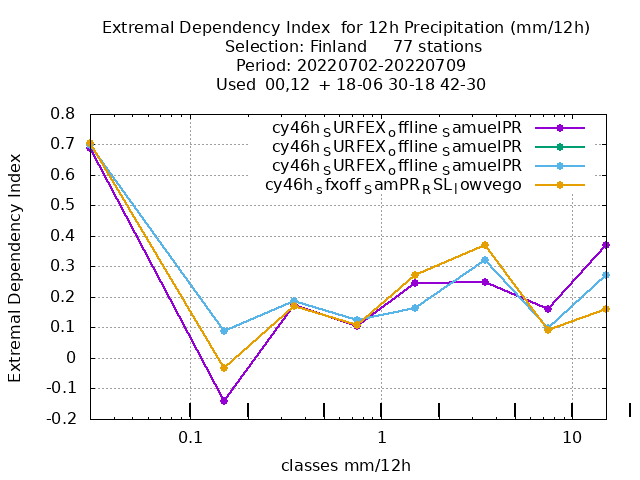 Extremal Dependency Index  for 12h Precipitation (mm/12h)
Selection: Finland     77 stations
Period: 20220702-20220709
Used  00,12  + 18-06 30-18 42-30
Extremal Dependency Index
0.8
0.7
0.6
0.5
0.4
0.3
0.2
0.1
0
-0.1
-0.2
cy46h_SURFEX_offline_SamuelPR
cy46h_SURFEX_offline_SamuelPR
cy46h_SURFEX_offline_SamuelPR
cy46h_sfxoff_SamPR_RSL_lowvego
0.1 1 10
classes mm/12h